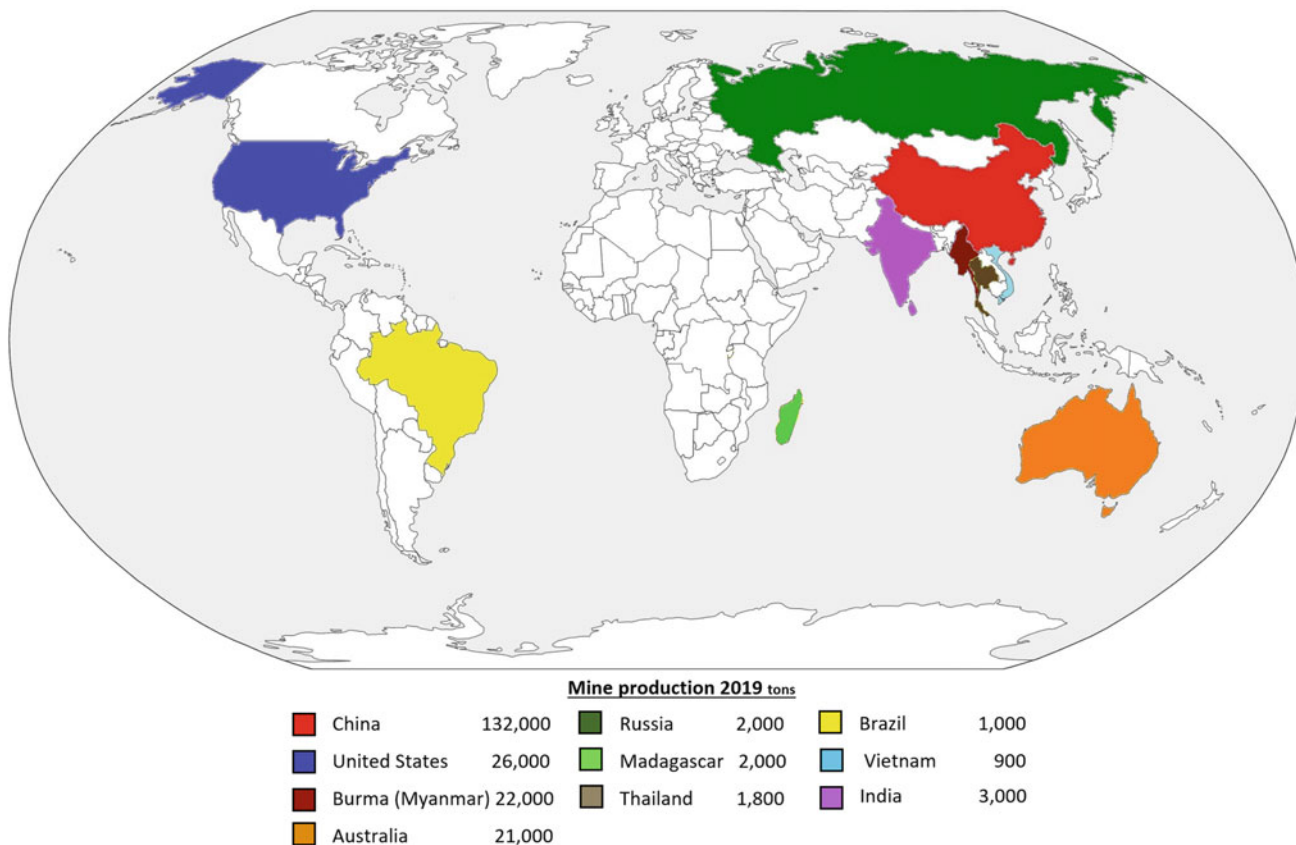 Mine production 2019 tons
China 132,000 Russia 2,000 Brazil 1,000
United States 26,000 Madagascar 2,000 Vietnam 900
Burma (Myanmar) 22,000 Thailand 1,800 India 3,000
Australia 21,000